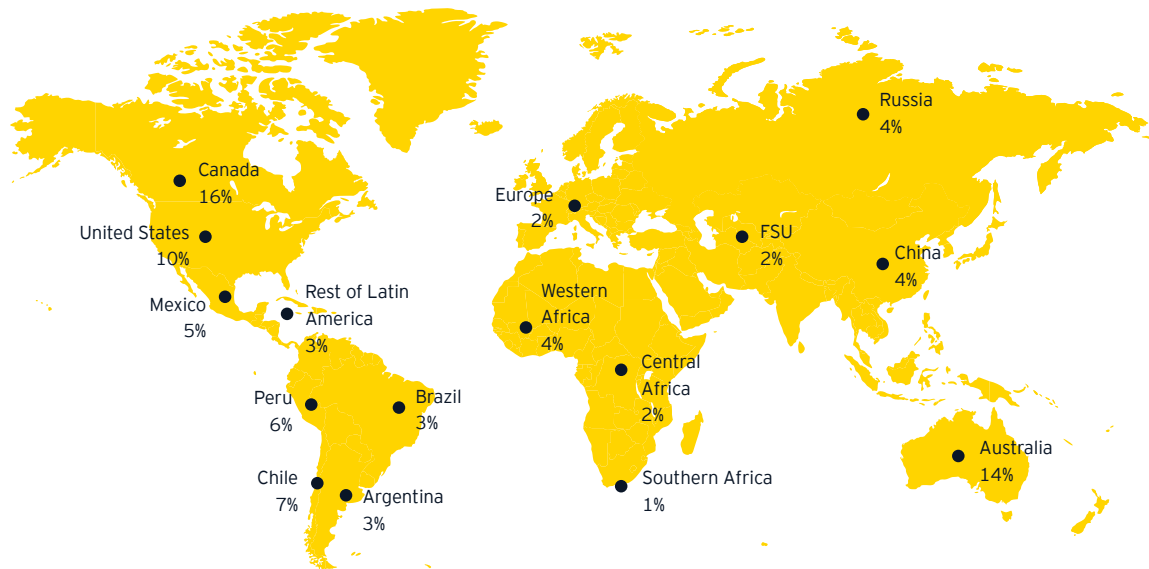 Russia
4%
Canada
16%
Europe
2%
United States
10%
FSU
2%
China
4%
Mexico
5%
Rest of Latin
America
3%
Western
Africa
4%
Central
Africa
2%
Peru
6%
Brazil
3%
Australia
14%
Chile
7%
Argentina
3%
Southern Africa
1%